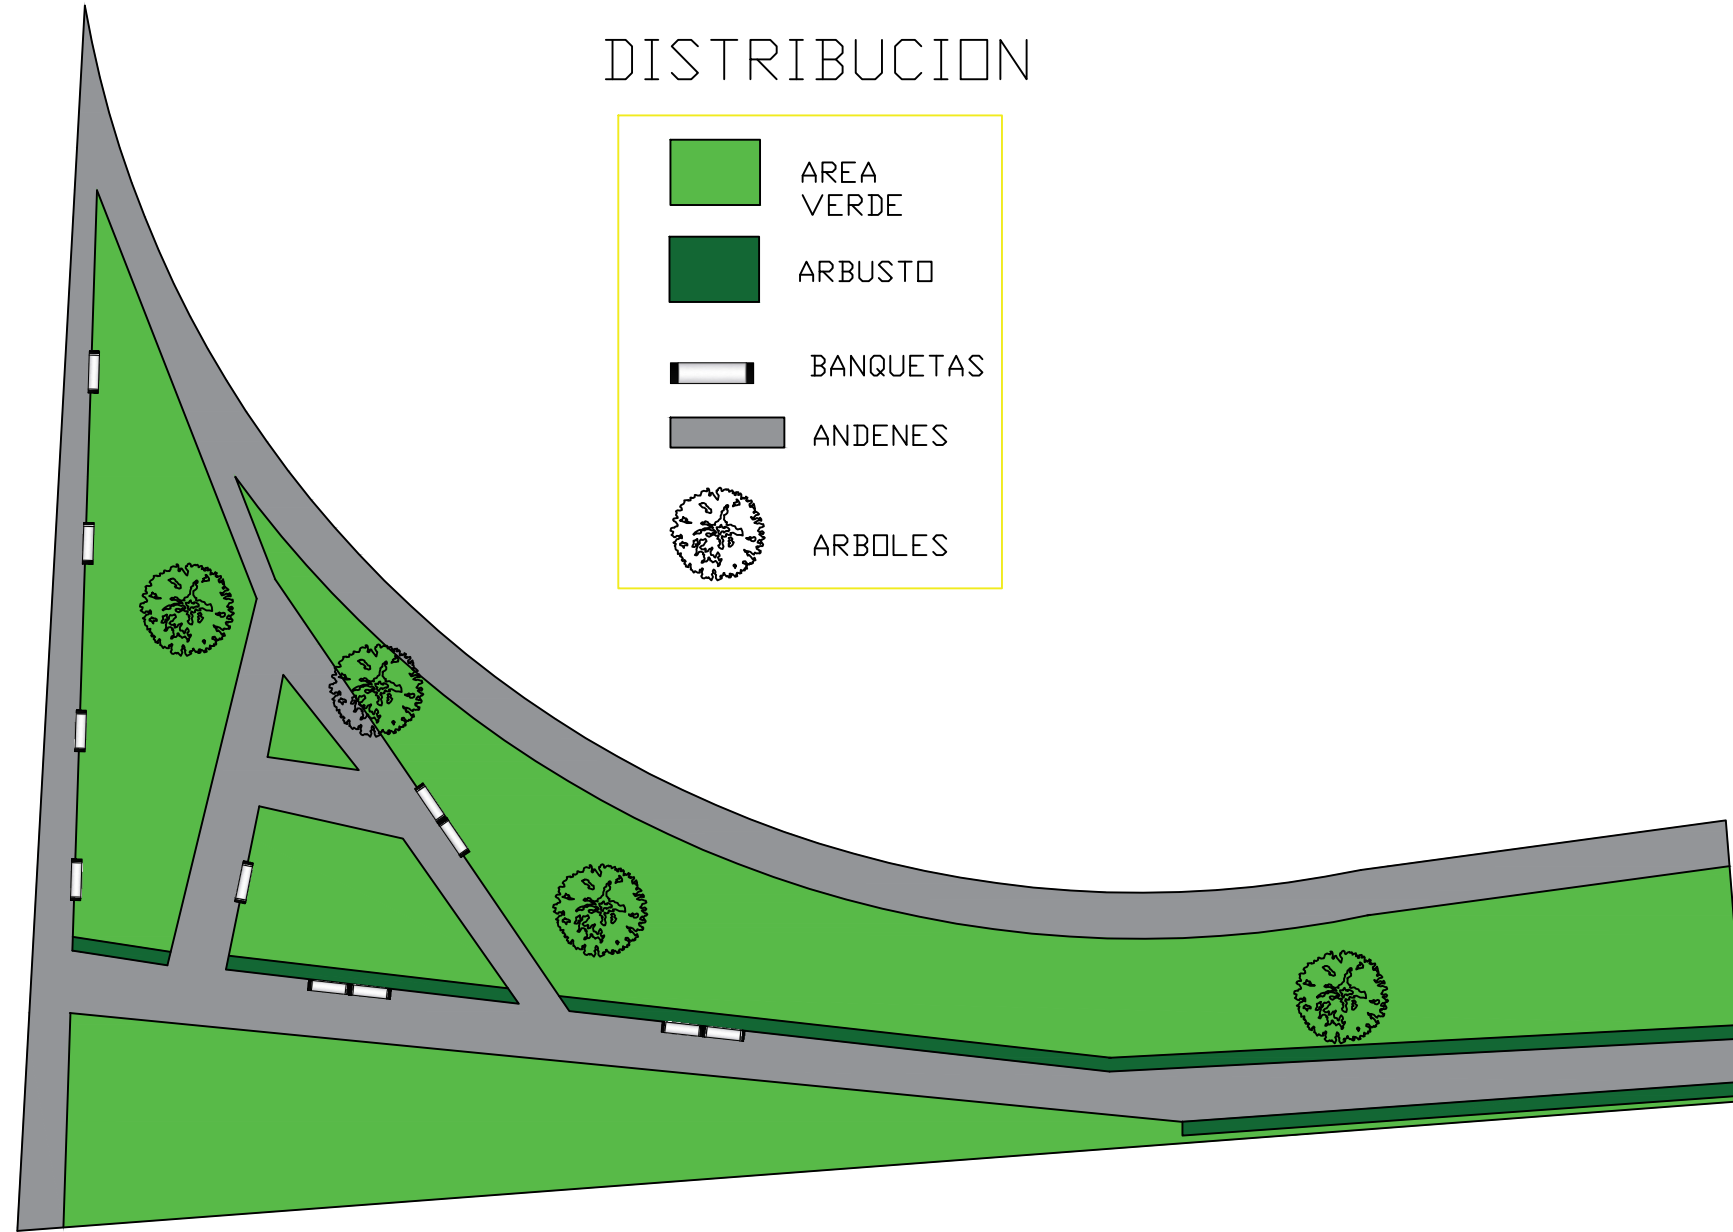 DISTRIBUCION
AREA
VERDE
ARBUSTO
BANQUETAS
ANDENES
ARBOLES